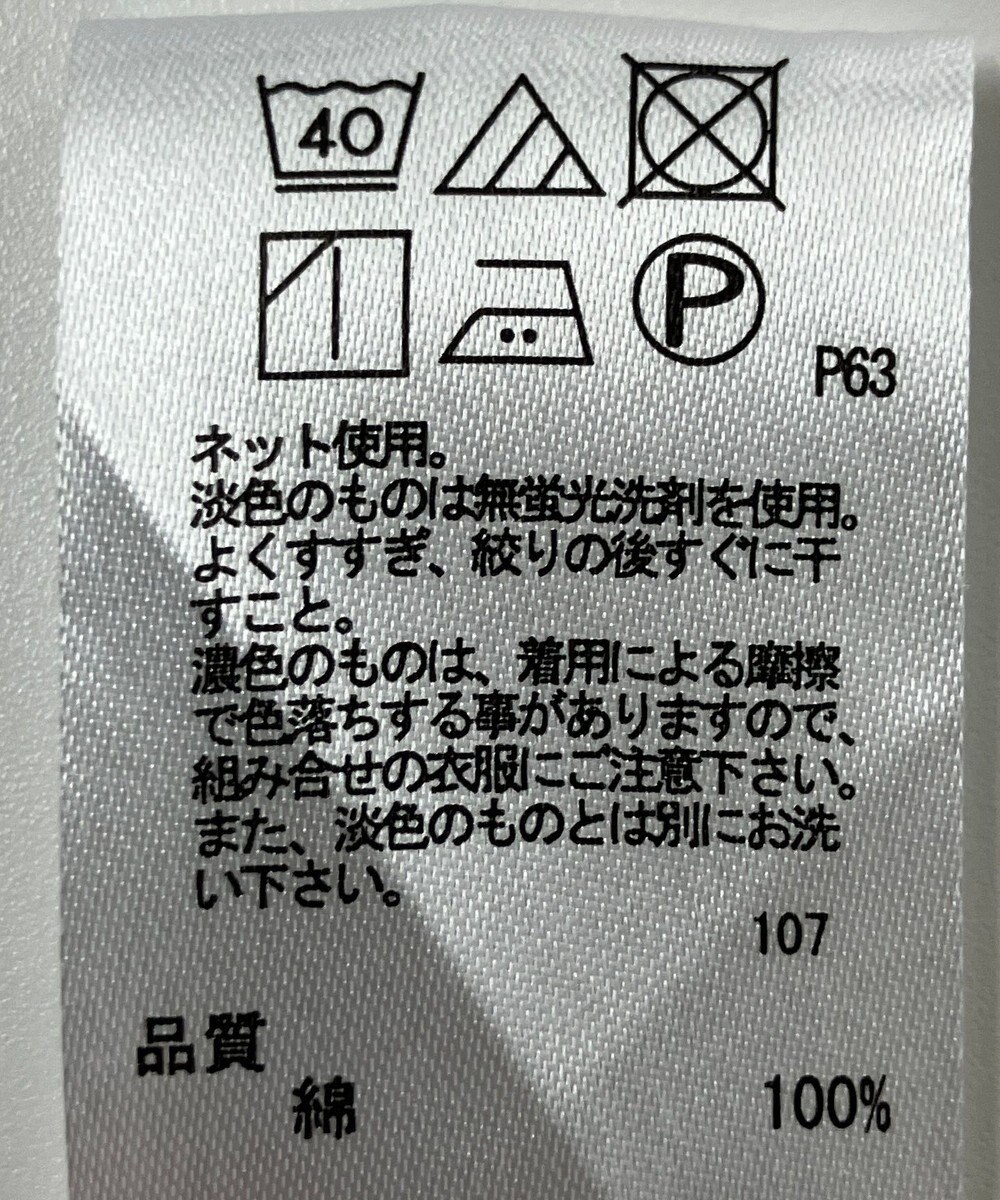 40
P
P63
ネット使用。
淡色のものは無蛍光洗剤を使用。
よくすすぎ、絞りの後すぐに干
すこと。
濃色のものは、着用による摩擦
で色落ちする事がありますので、
組み合せの衣服にご注意下さい。
また、淡色のものとは別にお洗
い下さい。
107
品質
綿 100%